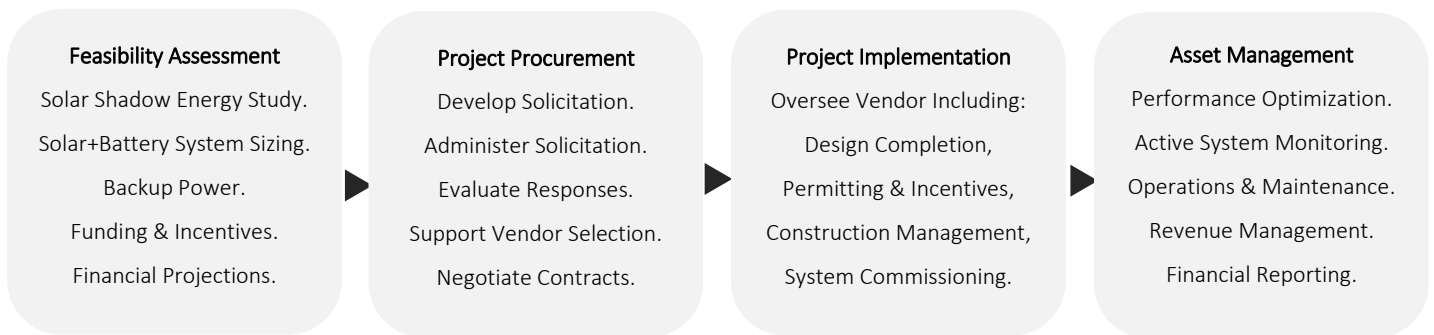 Feasibility Assessment
Solar Shadow Energy Study.
Solar+Battery System Sizing.
Backup Power.
Funding & Incentives.
Financial Projections.
Project Procurement
Develop Solicitation.
Administer Solicitation.
Evaluate Responses.
Support Vendor Selection.
Negotiate Contracts.
Project Implementation
Oversee Vendor Including:
Design Completion,
Permitting & Incentives,
Construction Management,
System Commissioning.
Asset Management
Performance Optimization.
Active System Monitoring.
Operations & Maintenance.
Revenue Management.
Financial Reporting.